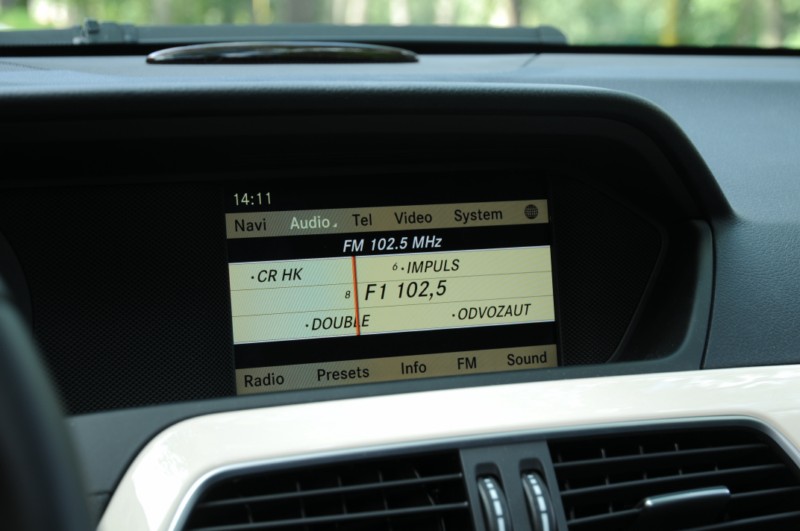 14:11
Navi Audio Tel Video System
FM 102.5 MHz
·CR HK 6·IMPULS
8 F1 102,5
·DOUBLE ·ODVOZAUT
Radio Presets Info FM Sound